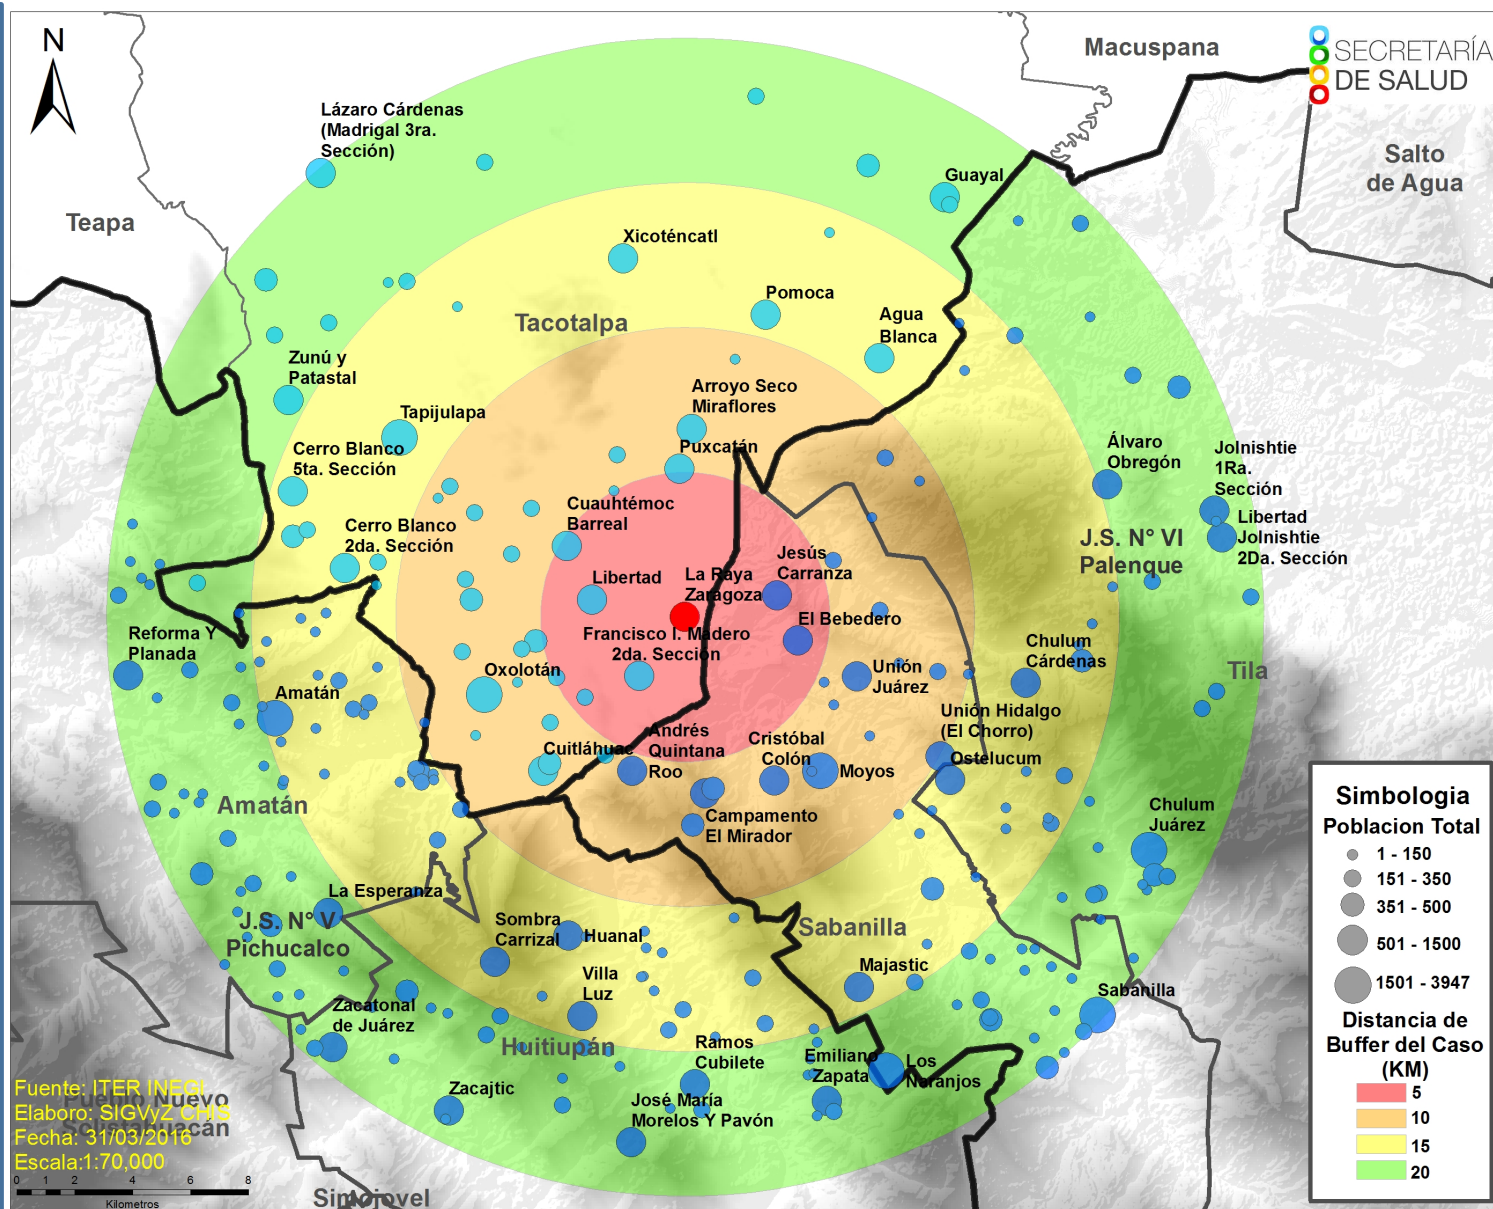 N
Macuspana
SECRETARÍA
DE SALUD
Lázaro Cárdenas
(Madrigal 3ra.
Sección)
Salto
de Agua
Guayal
Teapa
Xicoténcatl
Pomoca
Tacotalpa
Agua
Blanca
Zunú y
Patastal
Arroyo Seco
Miraflores
Tapijulapa
Puxcatán
Cerro Blanco
5ta. Sección
Álvaro
Obregón
Jolnishtie
1Ra.
Sección
Cuauhtémoc
Barreal
Libertad
Jolnishtie
2Da. Sección
Cerro Blanco
2da. Sección
J.S. N° VI
Palenque
Jesús
Carranza
Libertad
La Raya
Zaragoza
El Bebedero
Reforma Y
Planada
Francisco I. Madero
2da. Sección
Chulum
Cárdenas
Oxolotán
Unión
Juárez
Tila
Amatán
Unión Hidalgo
(El Chorro)
Andrés
Quintana
Roo
Cristóbal
Colón
Cuitláhuac
Moyos
Ostelucum
Amatán
Campamento
El Mirador
Chulum
Juárez
La Esperanza
J.S. N° V
Pichucalco
Sombra
Carrizal
Huanal
Sabanilla
Villa
Luz
Majastic
Sabanilla
Zacatonal
de Juárez
Huitiupán
Ramos
Cubilete
Emiliano
Zapata
Los
Naranjos
Zacajtic
José María
Morelos Y Pavón
Pueblo Nuevo
Solistahuacán
Simojovel
Fuente: ITER INEGI
Elaboro: SIGVyZ CHIS
Fecha: 31/03/2016
Escala:1:70,000
0 1 2 4 6 8
Kilometros
Simbologia
Poblacion Total
1 - 150
151 - 350
351 - 500
501 - 1500
1501 - 3947
Distancia de
Buffer del Caso
(KM)
5
10
15
20